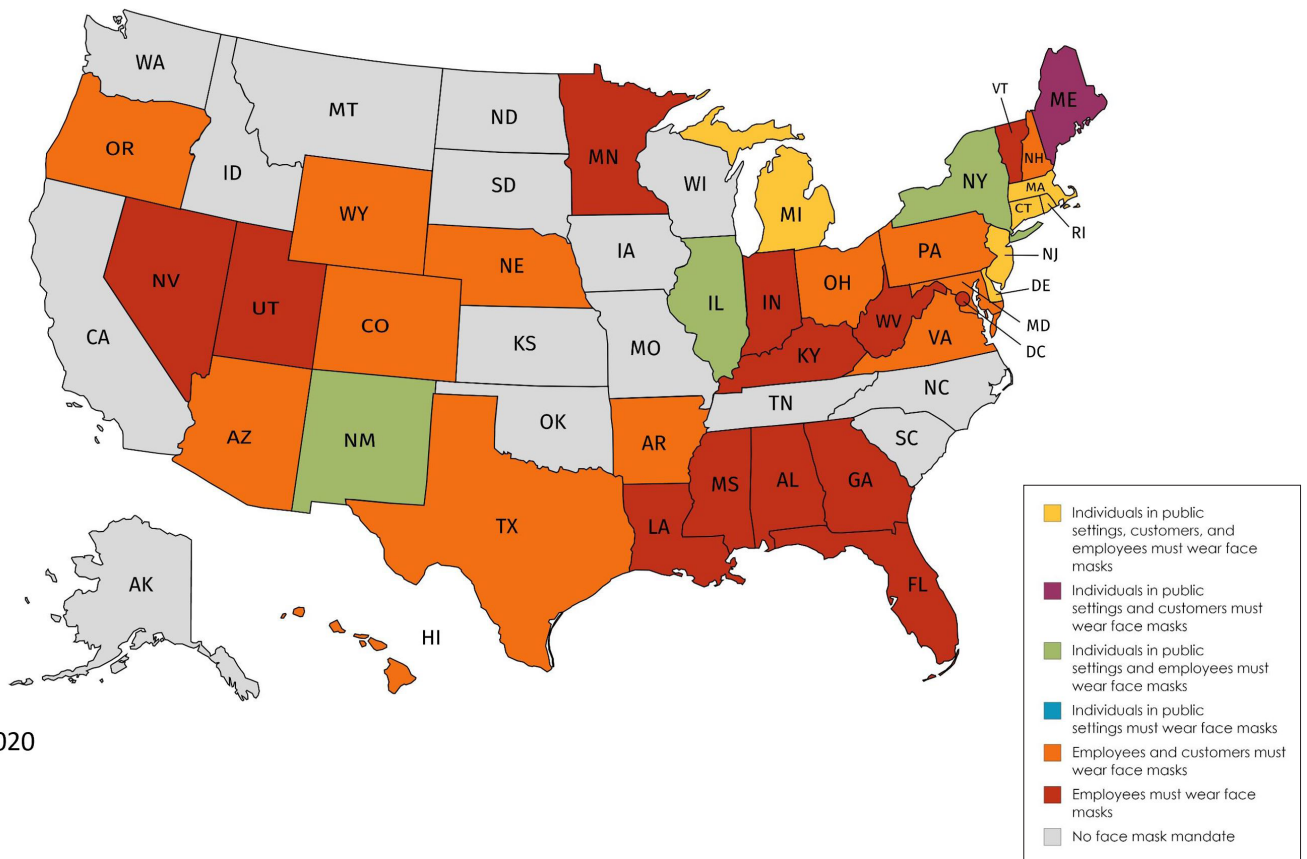 WA
MT
ND
MN
VT
ME
OR
ID
SD
WI
NY
NH
MA
CT
RI
WY
MI
IA
NE
PA
NJ
NV
UT
CO
IL
IN
OH
DE
MD
DC
WV
VA
CA
KS
MO
KY
NC
TN
AZ
NM
OK
AR
SC
MS
AL
GA
TX
LA
FL
AK
HI
020
Individuals in public
settings, customers, and
employees must wear face
masks
Individuals in public
settings and customers must
wear face masks
Individuals in public
settings and employees must
wear face masks
Individuals in public
settings must wear face masks
Employees and customers must
wear face masks
Employees must wear face
masks
No face mask mandate